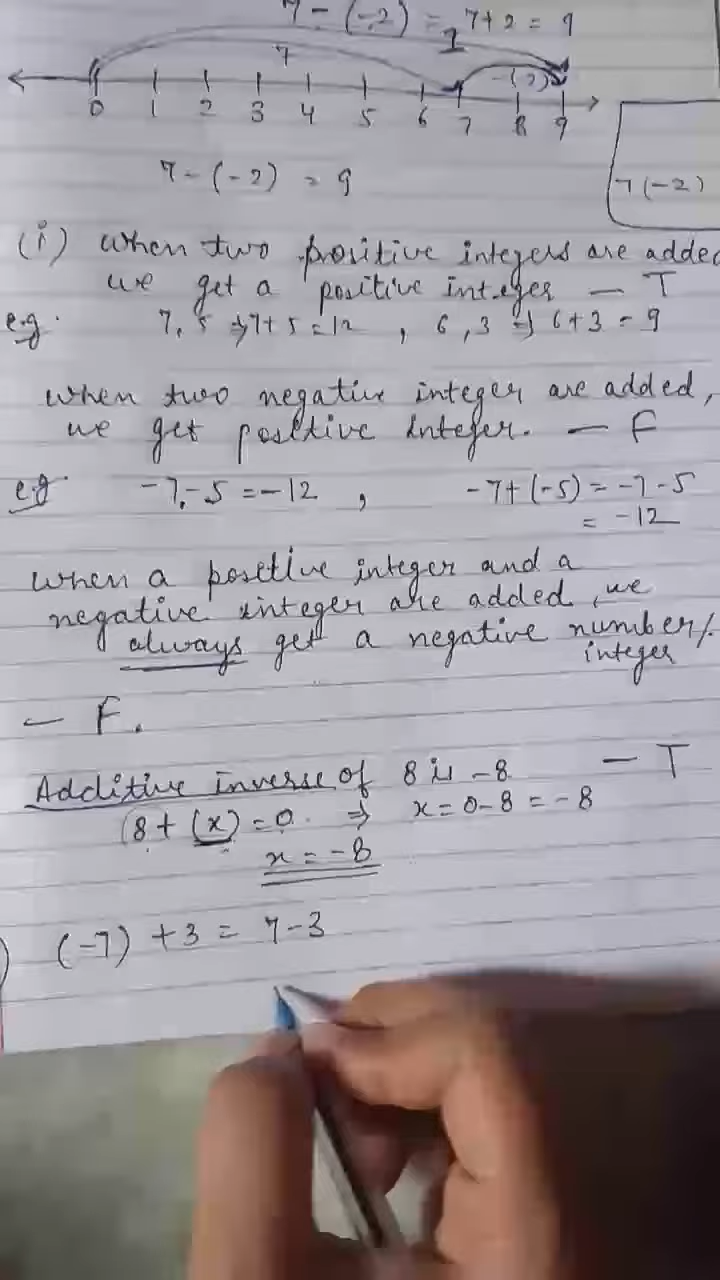 7 - (-2) = 7+2 = 9
7
-(2)
0 1 2 3 4 5 6 7 8 9
7 - (-2) = 9
7 (-2)
(i) When two positive integers are added
we get a positive integer — T
e.g. 7, 5 ⇒ 7+5 = 12 , 6, 3 ⇒ 6+3 = 9
When two negative integer are added,
we get positive integer. — F
e.g -7, -5 = -12 , -7+(-5) = -7-5
= -12
When a positive integer and a
negative integer are added, we
always get a negative number/
integer
— F.
Additive inverse of 8 is -8 — T
8 + (x) = 0. ⇒ x = 0-8 = -8
x = -8
(-7) + 3 = 7-3